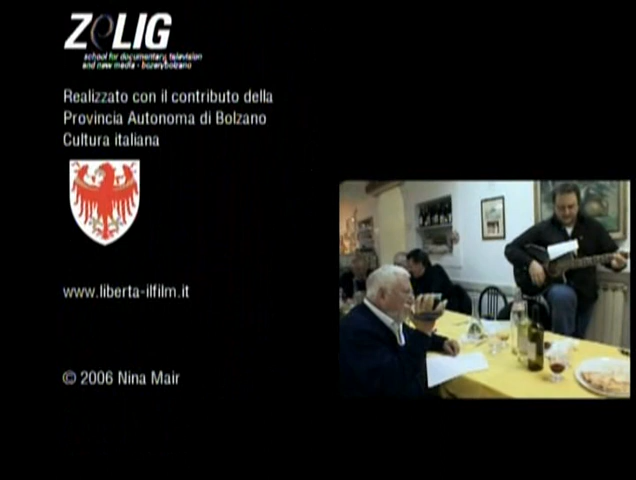 ZeLIG
school for documentary television
and new media - bozen/bolzano
Realizzato con il contributo della
Provincia Autonoma di Bolzano
Cultura italiana
www.liberta-ilfilm.it
© 2006 Nina Mair